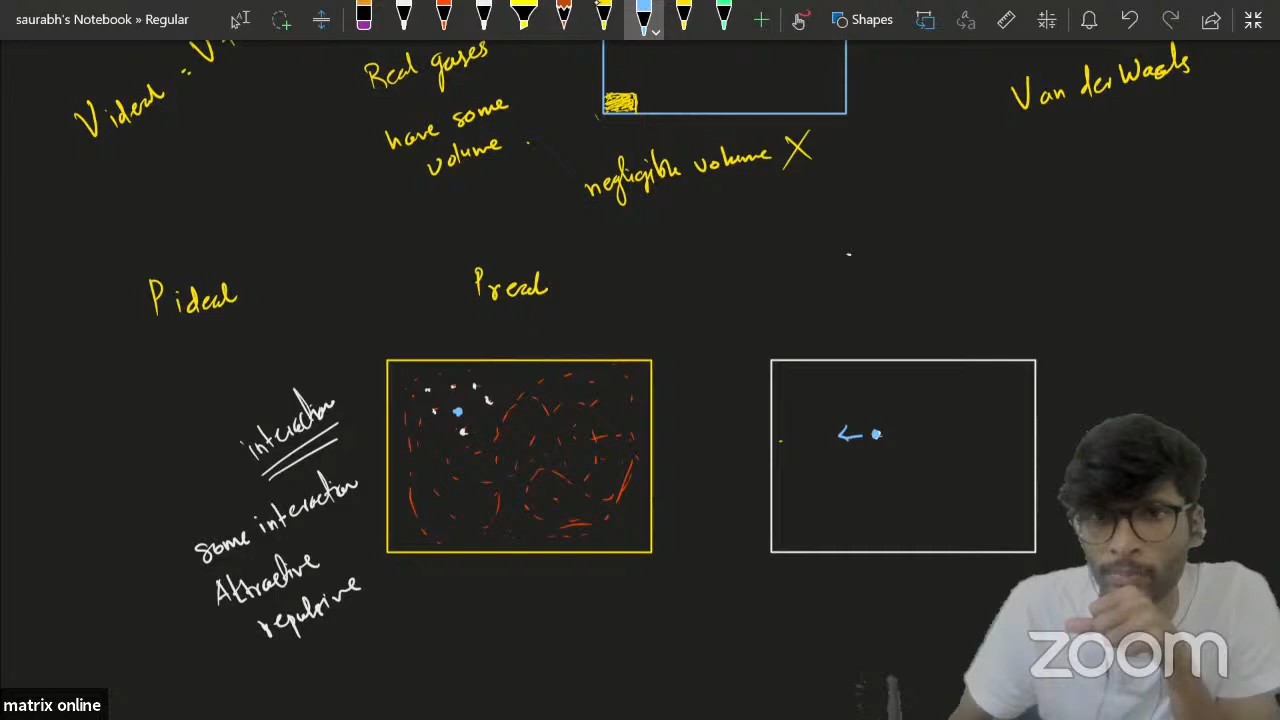 saurabh's Notebook » Regular
Shapes
V ideal = V
Real gases
have some
volume
negligible volume X
Van der Waals
P ideal
P real
interaction
some interaction
Attractive
repulsive
zoom
matrix online